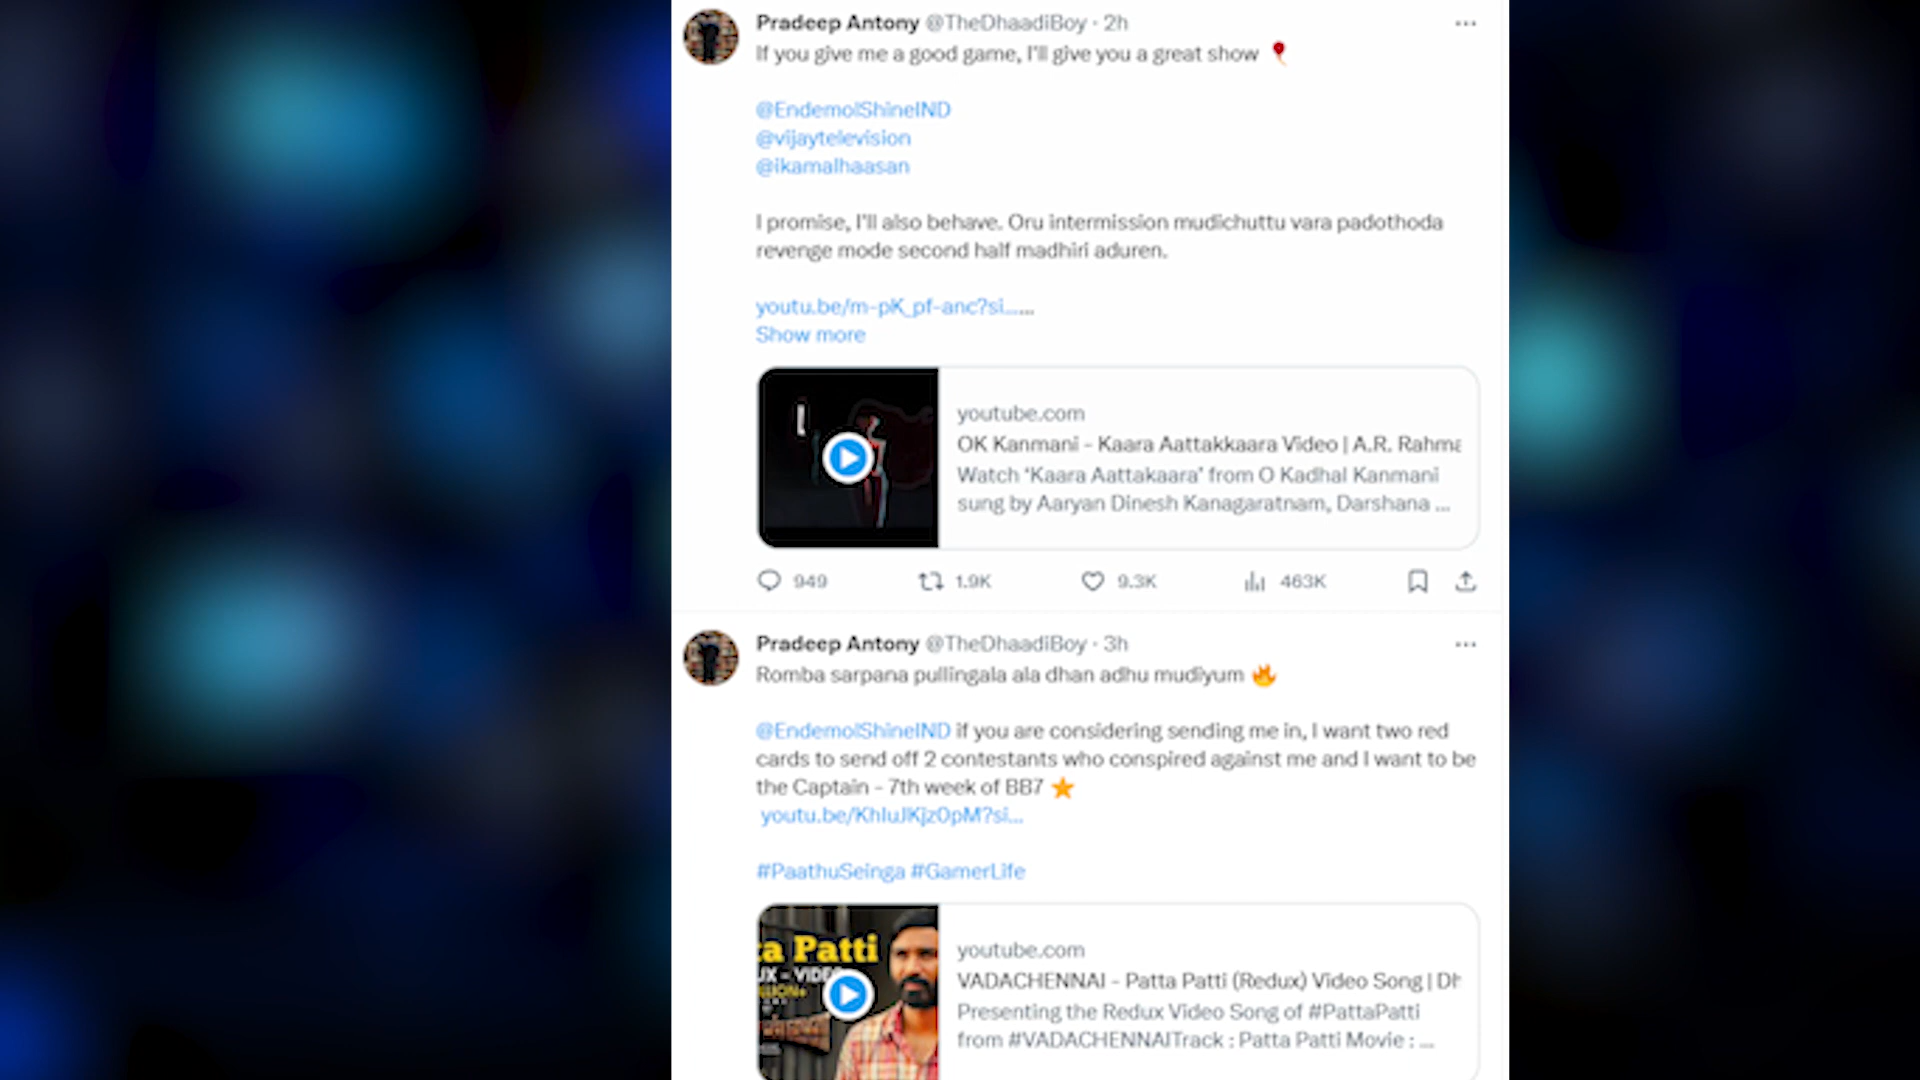 Pradeep Antony @TheDhaadiBoy · 2h
If you give me a good game, I'll give you a great show
@EndemolShineIND
@vijaytelevision
@ikamalhaasan
I promise, I'll also behave. Oru intermission mudichuttu vara padothoda
revenge mode second half madhiri aduren.
youtu.be/m-pK_pf-anc?si......
Show more
youtube.com
OK Kanmani - Kaara Aattakkaara Video | A.R. Rahma
Watch 'Kaara Aattakaara' from O Kadhal Kanmani
sung by Aaryan Dinesh Kanagaratnam, Darshana ...
949 1.9K 9.3K 463K
Pradeep Antony @TheDhaadiBoy · 3h
Romba sarpana pullingala ala dhan adhu mudiyum 🔥
@EndemolShineIND if you are considering sending me in, I want two red
cards to send off 2 contestants who conspired against me and I want to be
the Captain - 7th week of BB7 ⭐
youtu.be/KhIuJKjz0pM?si...
#PaathuSeinga #GamerLife
ta Patti
UX - VIDEO
youtube.com
VADACHENNAI - Patta Patti (Redux) Video Song | Dh
Presenting the Redux Video Song of #PattaPatti
from #VADACHENNAITrack : Patta Patti Movie : ...